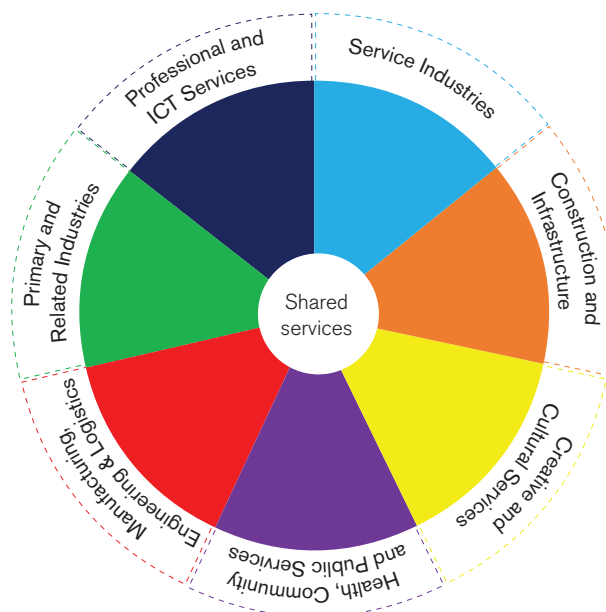 Professional and
ICT Services
Service Industries
Construction and
Infrastructure
Creative and
Cultural Services
Health, Community
and Public Services
Manufacturing,
Engineering & Logistics
Primary and
Related Industries
Shared
services